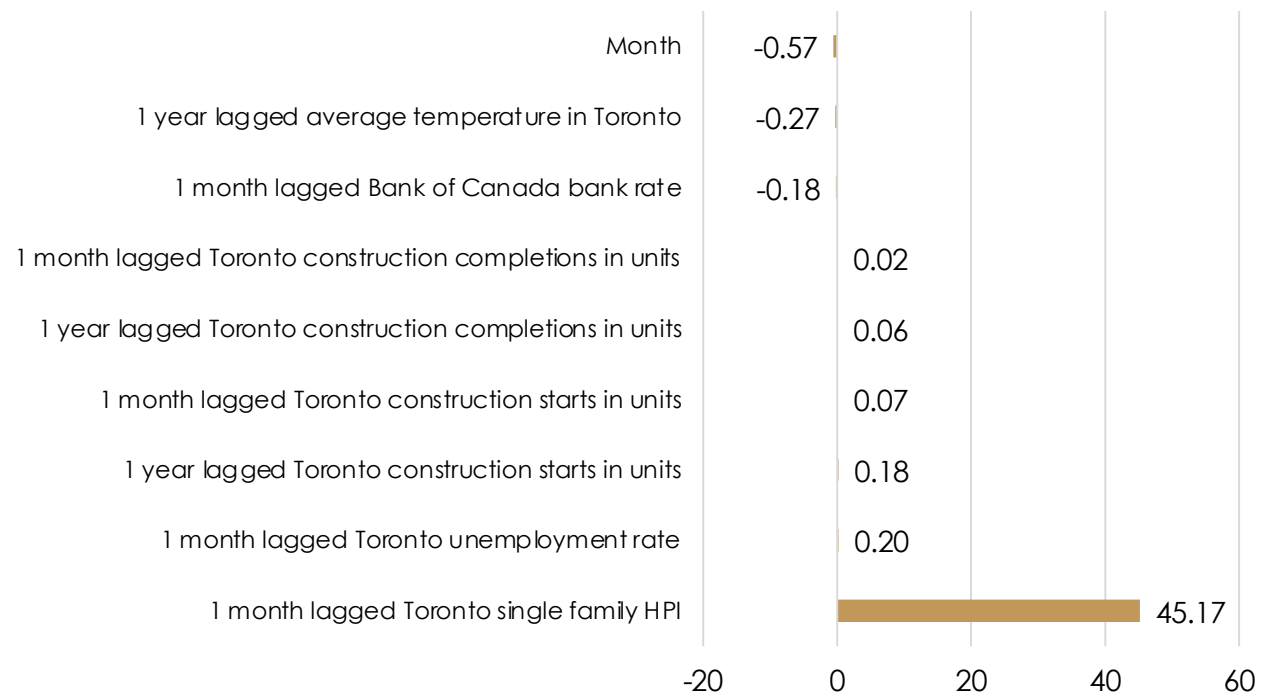 Month -0.57
1 year lagged average temperature in Toronto -0.27
1 month lagged Bank of Canada bank rate -0.18
1 month lagged Toronto construction completions in units 0.02
1 year lagged Toronto construction completions in units 0.06
1 month lagged Toronto construction starts in units 0.07
1 year lagged Toronto construction starts in units 0.18
1 month lagged Toronto unemployment rate 0.20
1 month lagged Toronto single family HPI 45.17
-20 0 20 40 60